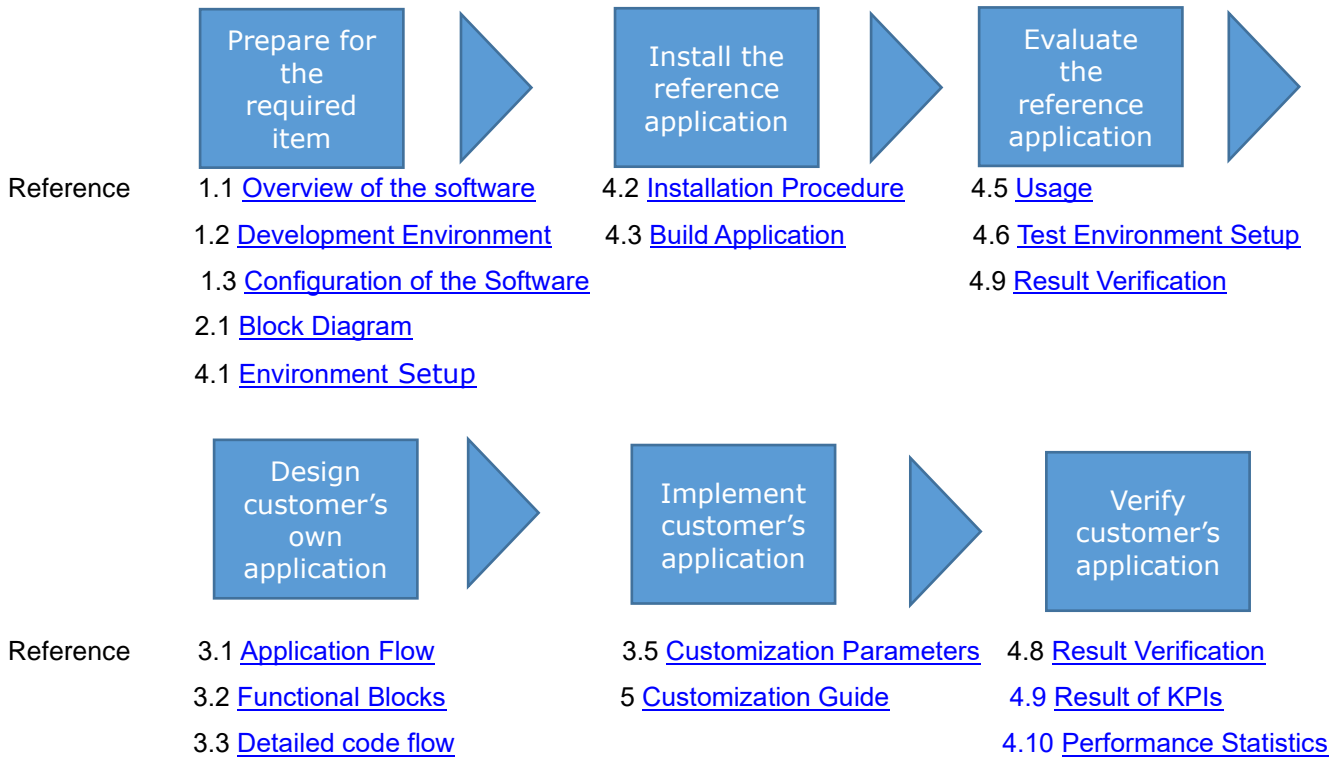 Prepare for
the
required
item
Install the
reference
application
Evaluate
the
reference
application
Reference
1.1 Overview of the software
1.2 Development Environment
1.3 Configuration of the Software
2.1 Block Diagram
4.1 Environment Setup
4.2 Installation Procedure
4.3 Build Application
4.5 Usage
4.6 Test Environment Setup
4.9 Result Verification
Design
customer's
own
application
Implement
customer's
application
Verify
customer's
application
Reference
3.1 Application Flow
3.2 Functional Blocks
3.3 Detailed code flow
3.5 Customization Parameters
5 Customization Guide
4.8 Result Verification
4.9 Result of KPIs
4.10 Performance Statistics